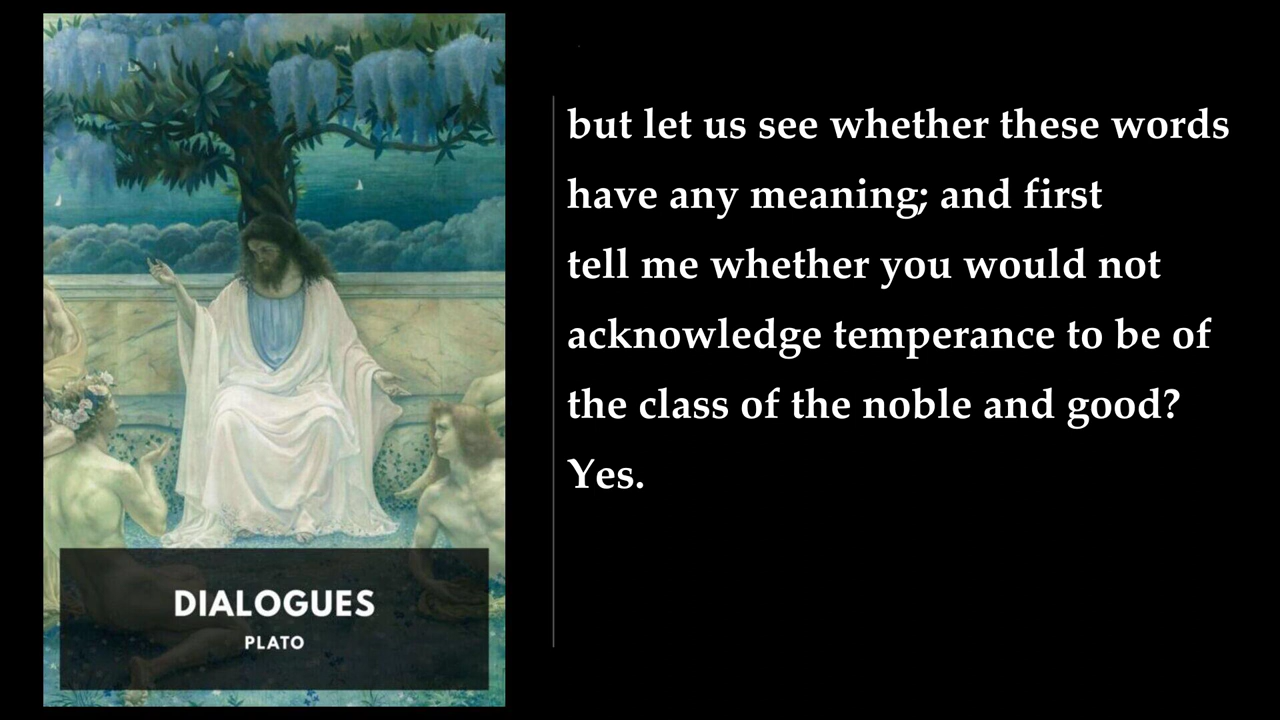 DIALOGUES
PLATO
but let us see whether these words
have any meaning; and first
tell me whether you would not
acknowledge temperance to be of
the class of the noble and good?
Yes.